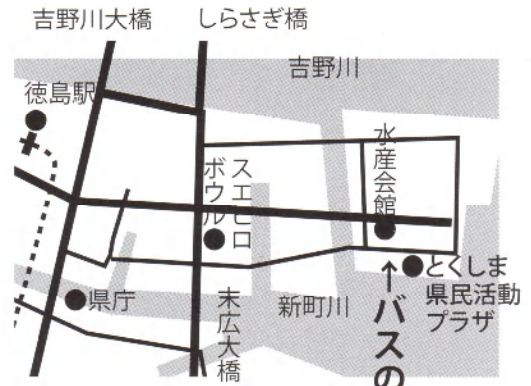 吉野川大橋
しらさぎ橋
吉野川
徳島駅
水産会館
スエヒロ
ボウル
●とくしま
県民活動
プラザ
●県庁
末広大橋
新町川
←バスの